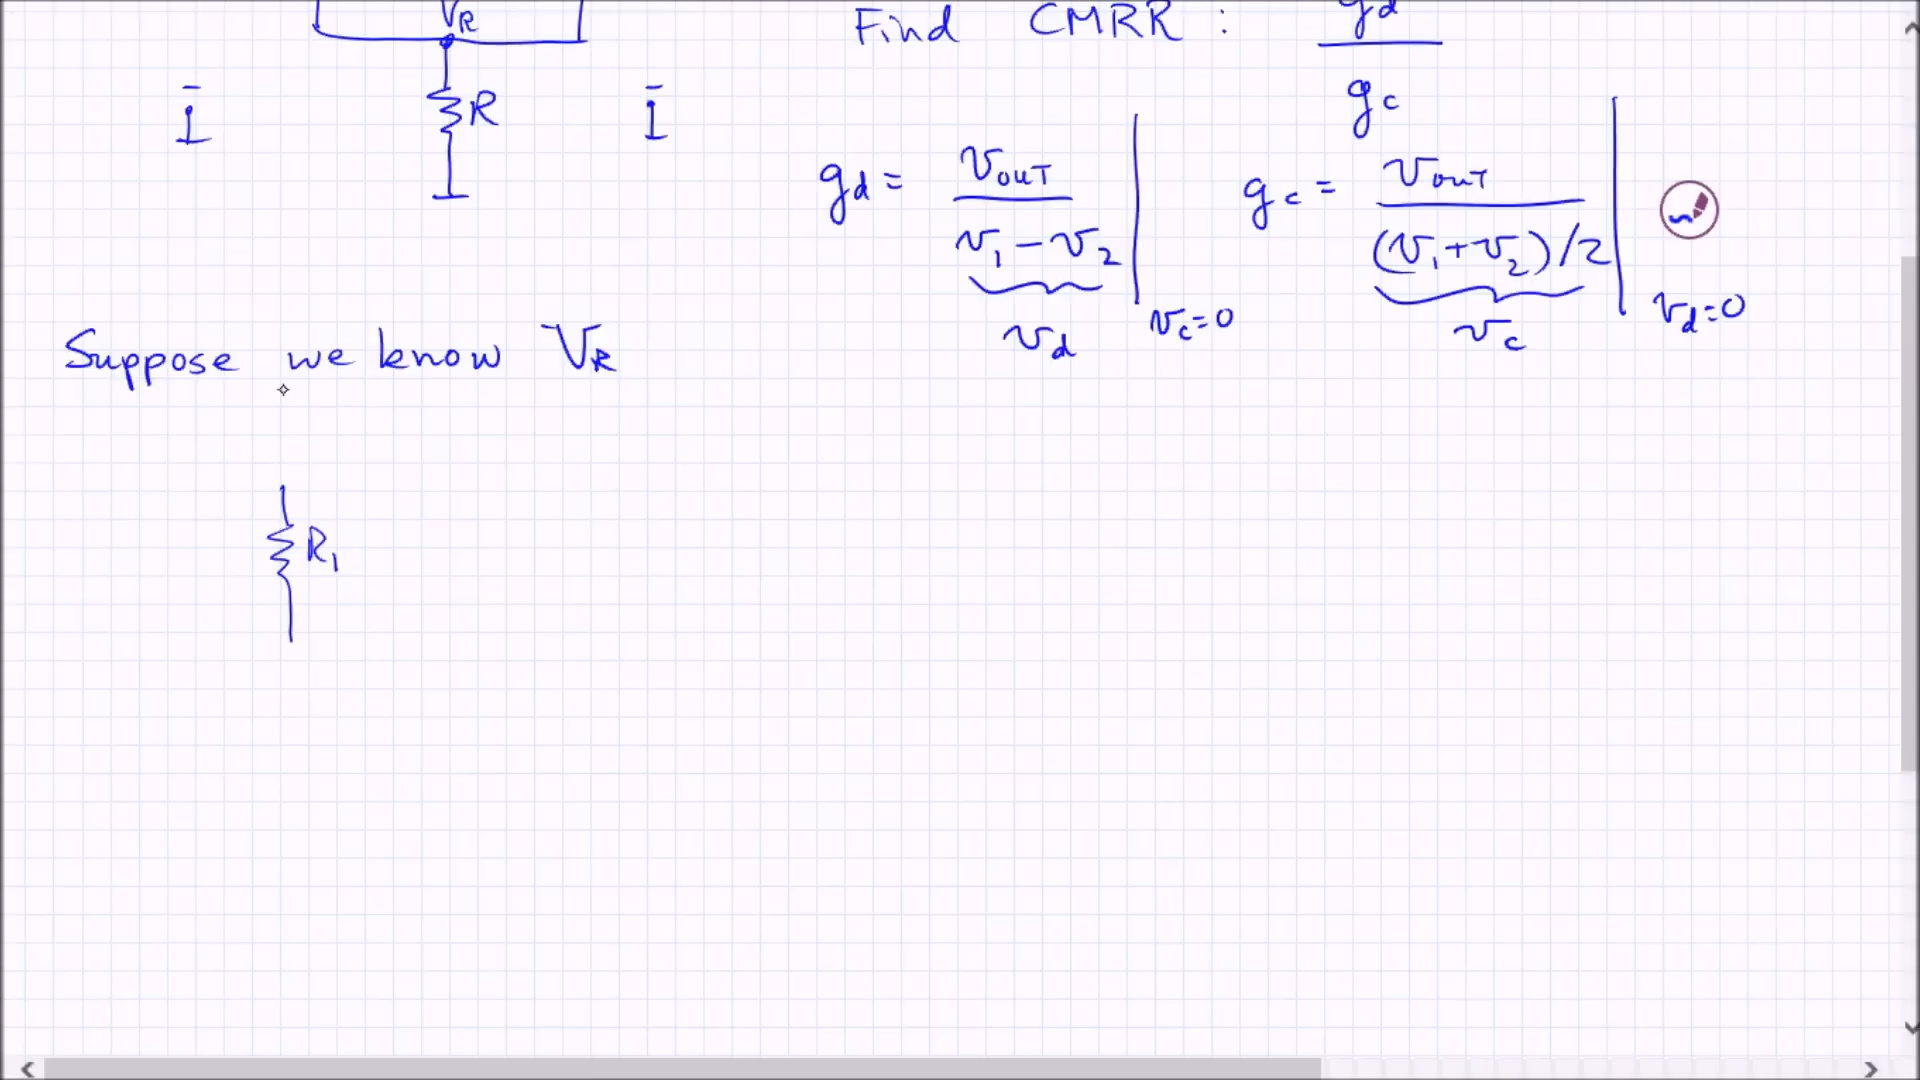 V_R
Find CMRR : g_d / g_c
I R I
g_d = v_OUT / (v_1 - v_2) | v_c=0
v_d
g_c = v_OUT / ((v_1+v_2)/2) | v_d=0
v_c
Suppose we know V_R
R_1